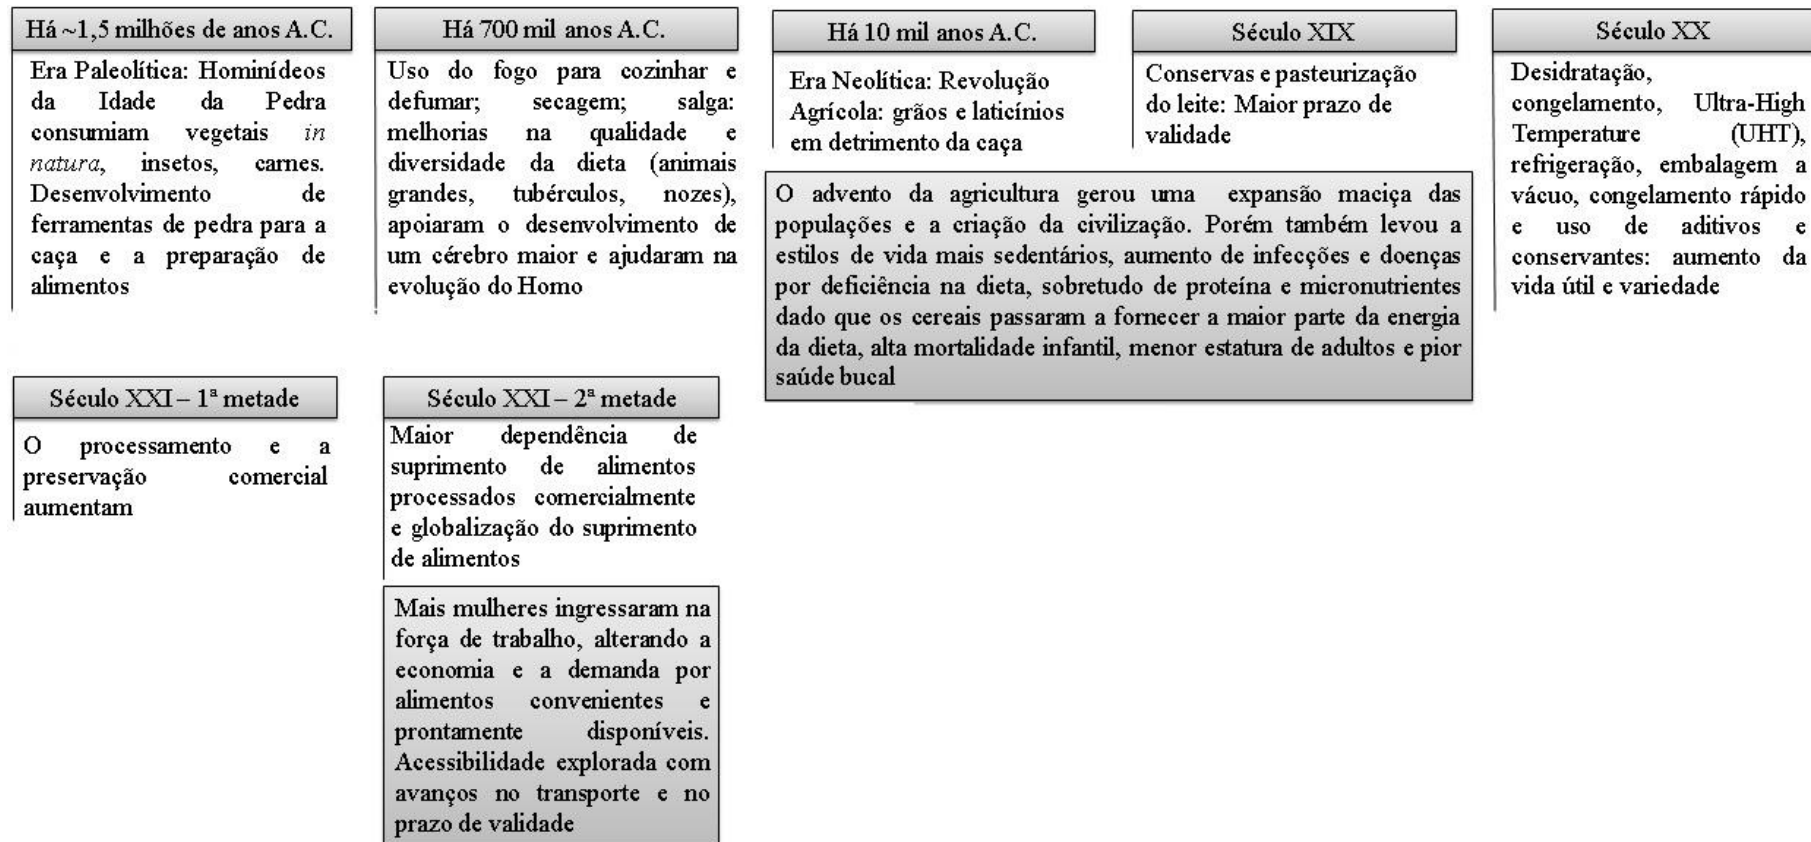 Há ~1,5 milhões de anos A.C.
Era Paleolítica: Hominídeos
da Idade da Pedra
consumiam vegetais in
natura, insetos, carnes.
Desenvolvimento de
ferramentas de pedra para a
caça e a preparação de
alimentos
Há 700 mil anos A.C.
Uso do fogo para cozinhar e
defumar; secagem; salga:
melhorias na qualidade e
diversidade da dieta (animais
grandes, tubérculos, nozes),
apoiaram o desenvolvimento de
um cérebro maior e ajudaram na
evolução do Homo
Há 10 mil anos A.C.
Era Neolítica: Revolução
Agrícola: grãos e laticínios
em detrimento da caça
Século XIX
Conservas e pasteurização
do leite: Maior prazo de
validade
O advento da agricultura gerou uma expansão maciça das
populações e a criação da civilização. Porém também levou a
estilos de vida mais sedentários, aumento de infecções e doenças
por deficiência na dieta, sobretudo de proteína e micronutrientes
dado que os cereais passaram a fornecer a maior parte da energia
da dieta, alta mortalidade infantil, menor estatura de adultos e pior
saúde bucal
Século XX
Desidratação,
congelamento, Ultra-High
Temperature (UHT),
refrigeração, embalagem a
vácuo, congelamento rápido
e uso de aditivos e
conservantes: aumento da
vida útil e variedade
Século XXI – 1ª metade
O processamento e a
preservação comercial
aumentam
Século XXI – 2ª metade
Maior dependência de
suprimento de alimentos
processados comercialmente
e globalização do suprimento
de alimentos
Mais mulheres ingressaram na
força de trabalho, alterando a
economia e a demanda por
alimentos convenientes e
prontamente disponíveis.
Acessibilidade explorada com
avanços no transporte e no
prazo de validade